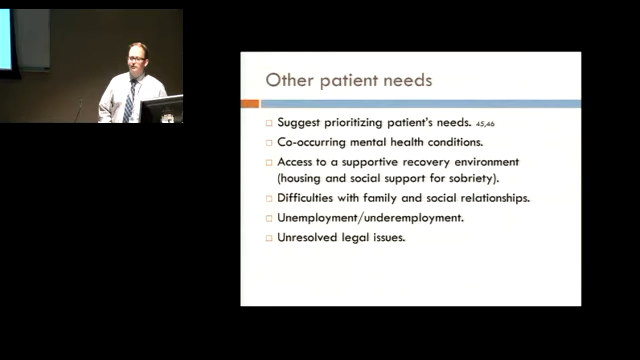 Other patient needs
Suggest prioritizing patient's needs. 45,46
Co-occurring mental health conditions.
Access to a supportive recovery environment
(housing and social support for sobriety).
Difficulties with family and social relationships.
Unemployment/underemployment.
Unresolved legal issues.